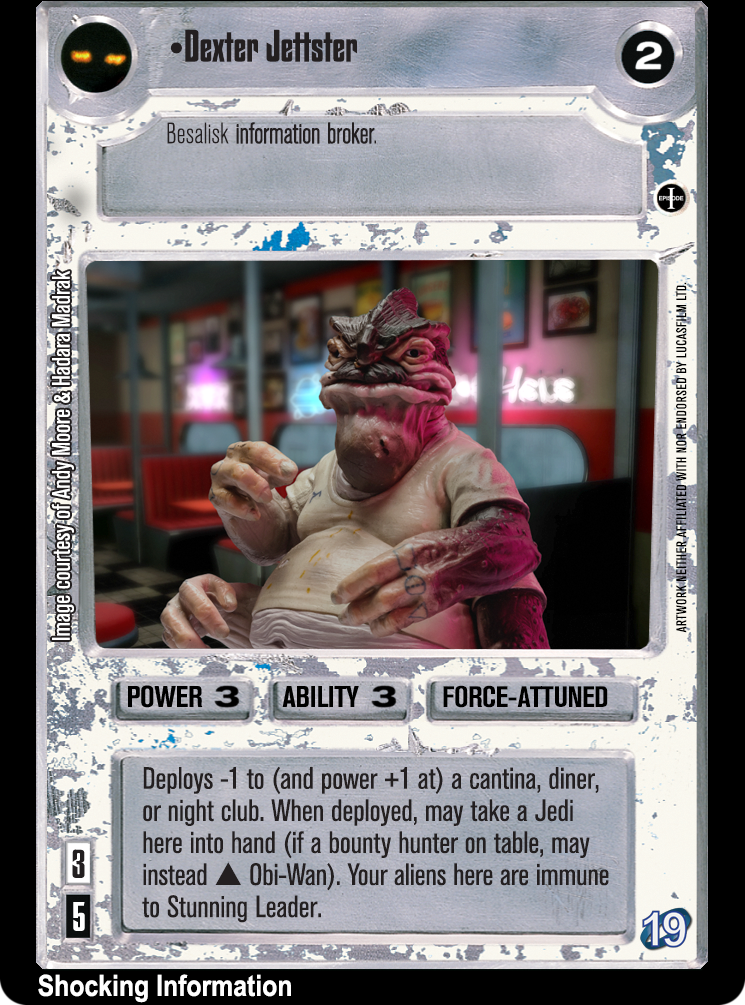 •Dexter Jettster
2
Besalisk information broker.
EPISODE I
Image courtesy of Andy Moore & Hadara Madrak
ARTWORK NEITHER AFFILIATED WITH NOR ENDORSED BY LUCASFILM LTD.
POWER 3 ABILITY 3 FORCE-ATTUNED
Deploys -1 to (and power +1 at) a cantina, diner,
or night club. When deployed, may take a Jedi
here into hand (if a bounty hunter on table, may
instead ▲ Obi-Wan). Your aliens here are immune
to Stunning Leader.
3
5
19
Shocking Information